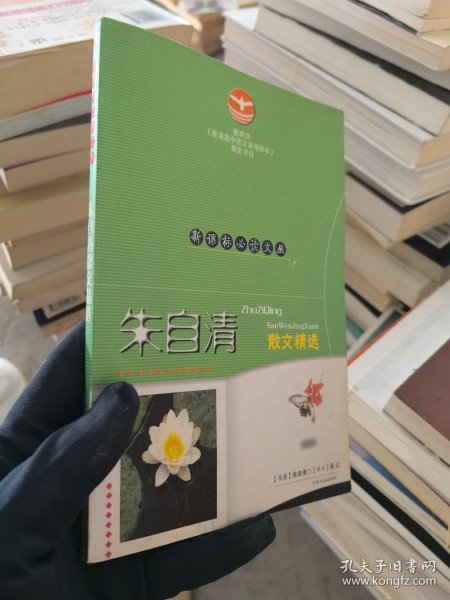 教育部
《普通高中语文课程标准》
指定书目
新课标必读文丛
ZhuZiQing
朱自清
SanWenJingXuan
散文精选
孔夫子旧书网
www.kongfz.com